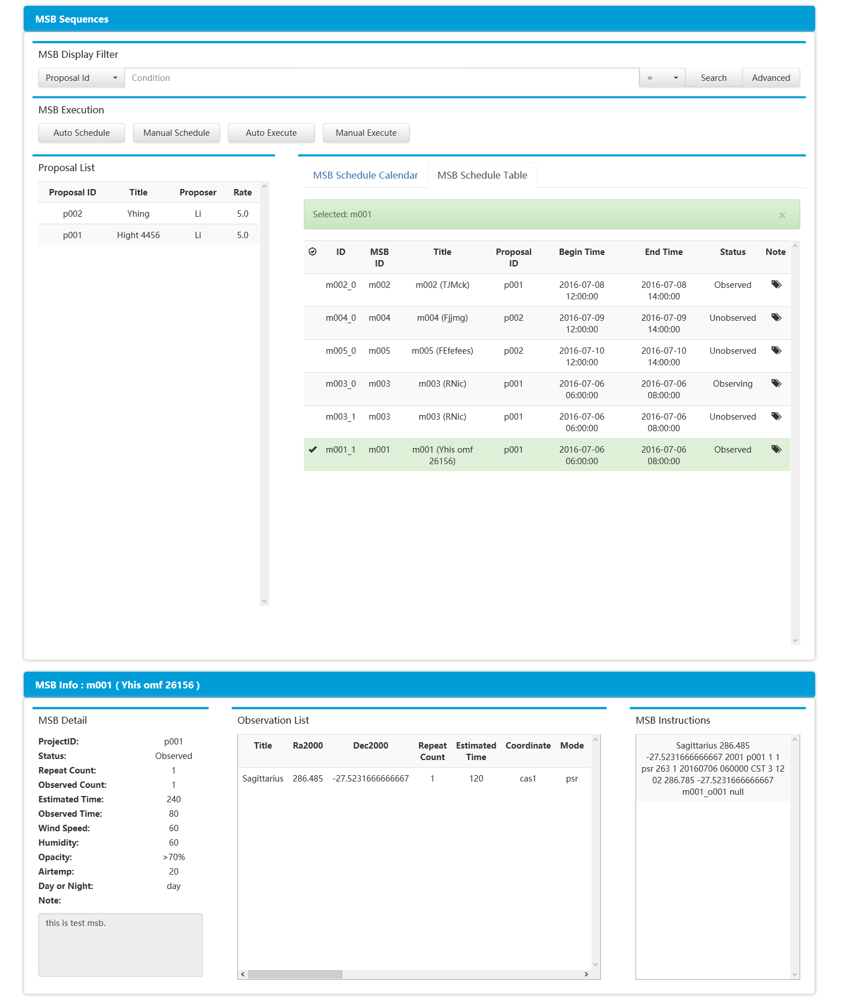 MSB Sequences
MSB Display Filter
Proposal Id Condition = Search Advanced
MSB Execution
Auto Schedule Manual Schedule Auto Execute Manual Execute
Proposal List
Proposal ID Title Proposer Rate
p002 Yhing Li 5.0
p001 Hight 4456 Li 5.0
MSB Schedule Calendar MSB Schedule Table
Selected: m001 ×
ID MSB Title Proposal Begin Time End Time Status Note
ID ID
m002_0 m002 m002 (TJMck) p001 2016-07-08 2016-07-08 Observed
12:00:00 14:00:00
m004_0 m004 m004 (Fjjmg) p002 2016-07-09 2016-07-09 Unobserved
12:00:00 14:00:00
m005_0 m005 m005 (FEfefees) p002 2016-07-10 2016-07-10 Unobserved
12:00:00 14:00:00
m003_0 m003 m003 (RNic) p001 2016-07-06 2016-07-06 Observing
06:00:00 08:00:00
m003_1 m003 m003 (RNic) p001 2016-07-06 2016-07-06 Unobserved
06:00:00 08:00:00
m001_1 m001 m001 (Yhis omf p001 2016-07-06 2016-07-06 Observed
26156) 06:00:00 08:00:00
MSB Info : m001 ( Yhis omf 26156 )
MSB Detail
ProjectID: p001
Status: Observed
Repeat Count: 1
Observed Count: 1
Estimated Time: 240
Observed Time: 80
Wind Speed: 60
Humidity: 60
Opacity: >70%
Airtemp: 20
Day or Night: day
Note:
this is test msb.
Observation List
Title Ra2000 Dec2000 Repeat Estimated Coordinate Mode
Count Time
Sagittarius 286.485 -27.5231666666667 1 120 cas1 psr
MSB Instructions
Sagittarius 286.485
-27.5231666666667 2001 p001 1 1
psr 263 1 20160706 060000 CST 3 12
02 286.785 -27.5231666666667
m001_o001 null